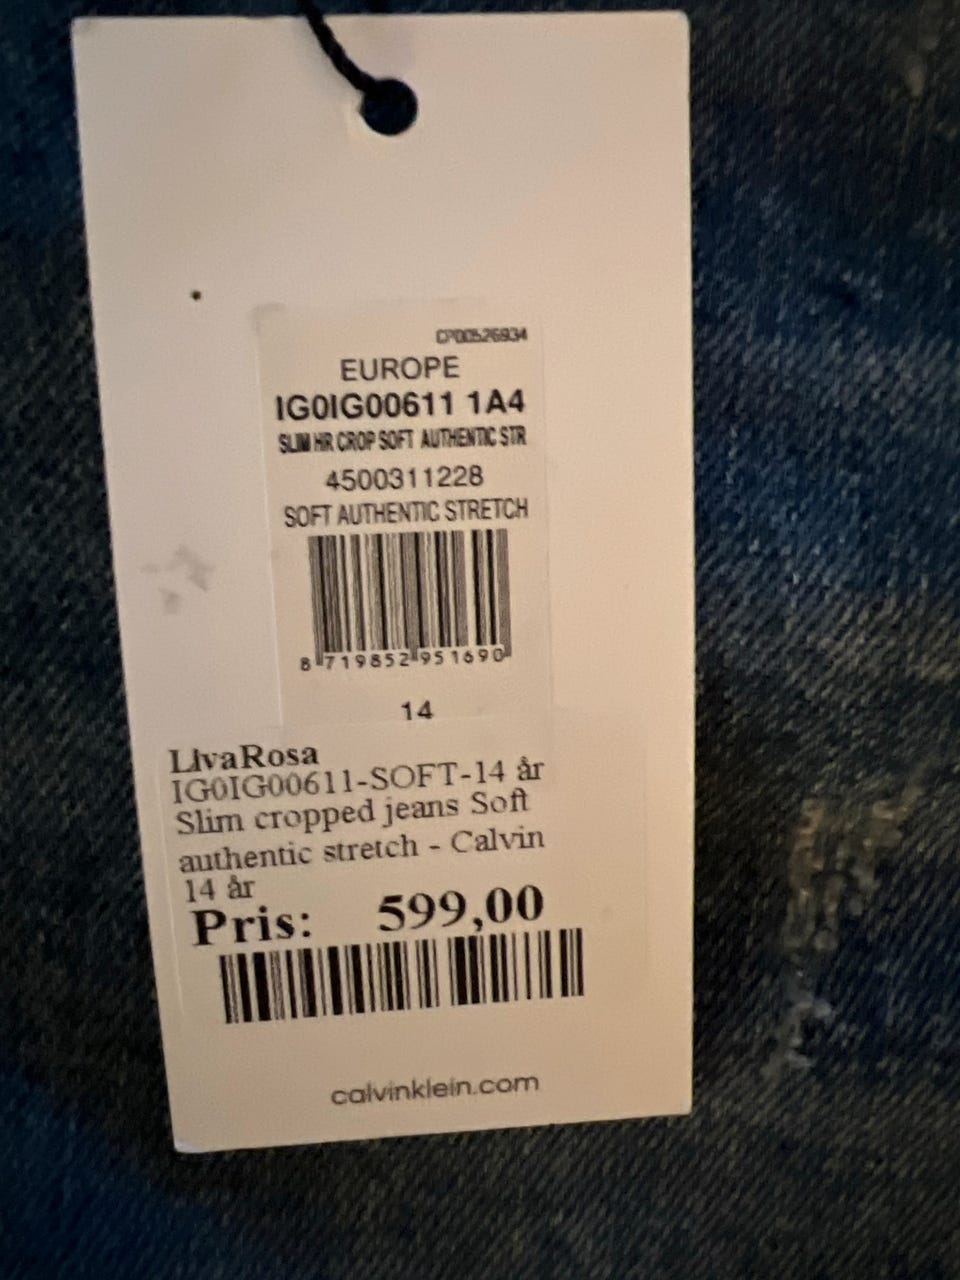 CP00526934
EUROPE
IG0IG00611 1A4
SLIM HR CROP SOFT AUTHENTIC STR
4500311228
SOFT AUTHENTIC STRETCH
8 719852 951690
14
LivaRosa
IG0IG00611-SOFT-14 år
Slim cropped jeans Soft
authentic stretch - Calvin
14 år
Pris: 599,00
calvinklein.com